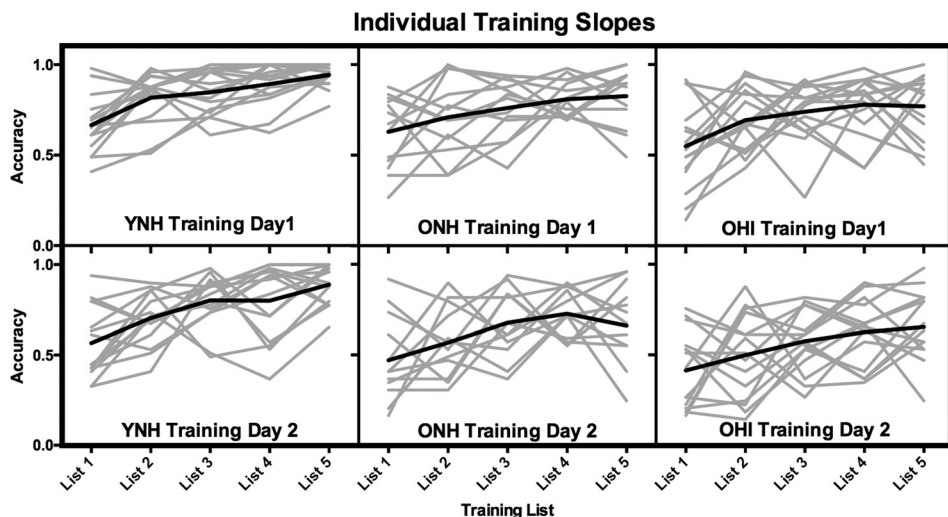 Individual Training Slopes
Accuracy
1.0
0.5
0.0
YNH Training Day1
ONH Training Day 1
OHI Training Day1
Accuracy
1.0
0.5
0.0
YNH Training Day 2
ONH Training Day 2
OHI Training Day 2
List 1 List 2 List 3 List 4 List 5
List 1 List 2 List 3 List 4 List 5
List 1 List 2 List 3 List 4 List 5
Training List